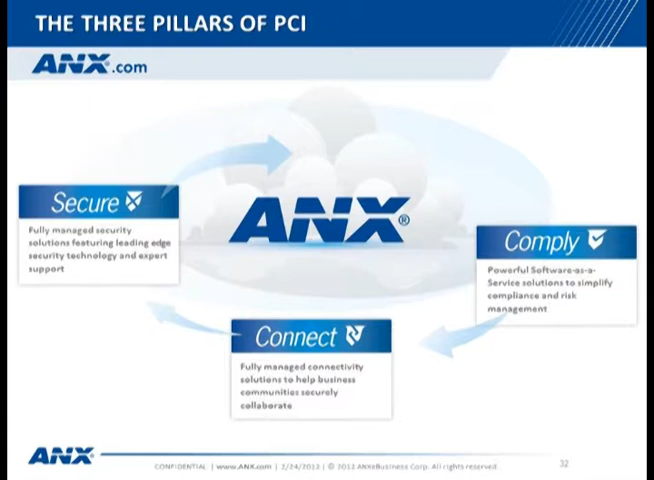 THE THREE PILLARS OF PCI
ANX.com
Secure
Fully managed security
solutions featuring leading edge
security technology and expert
support
ANX®
Comply
Powerful Software-as-a-
Service solutions to simplify
compliance and risk
management
Connect
Fully managed connectivity
solutions to help business
communities securely
collaborate
ANX
CONFIDENTIAL | www.ANX.com | 2/24/2012 | © 2012 ANXeBusiness Corp. All rights reserved.
32